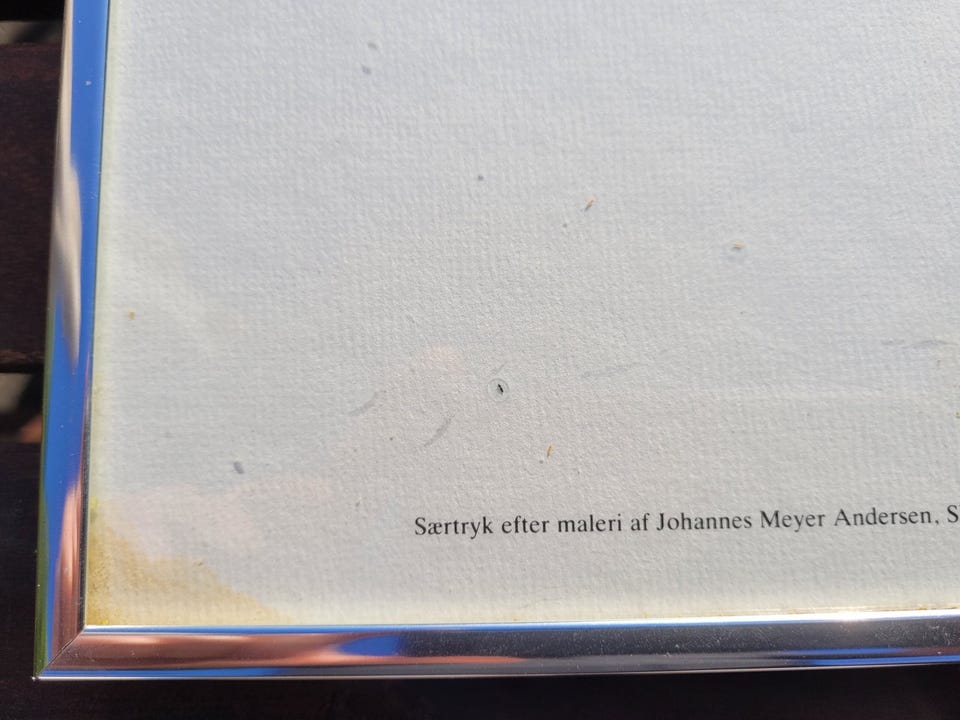 Særtryk efter maleri af Johannes Meyer Andersen,